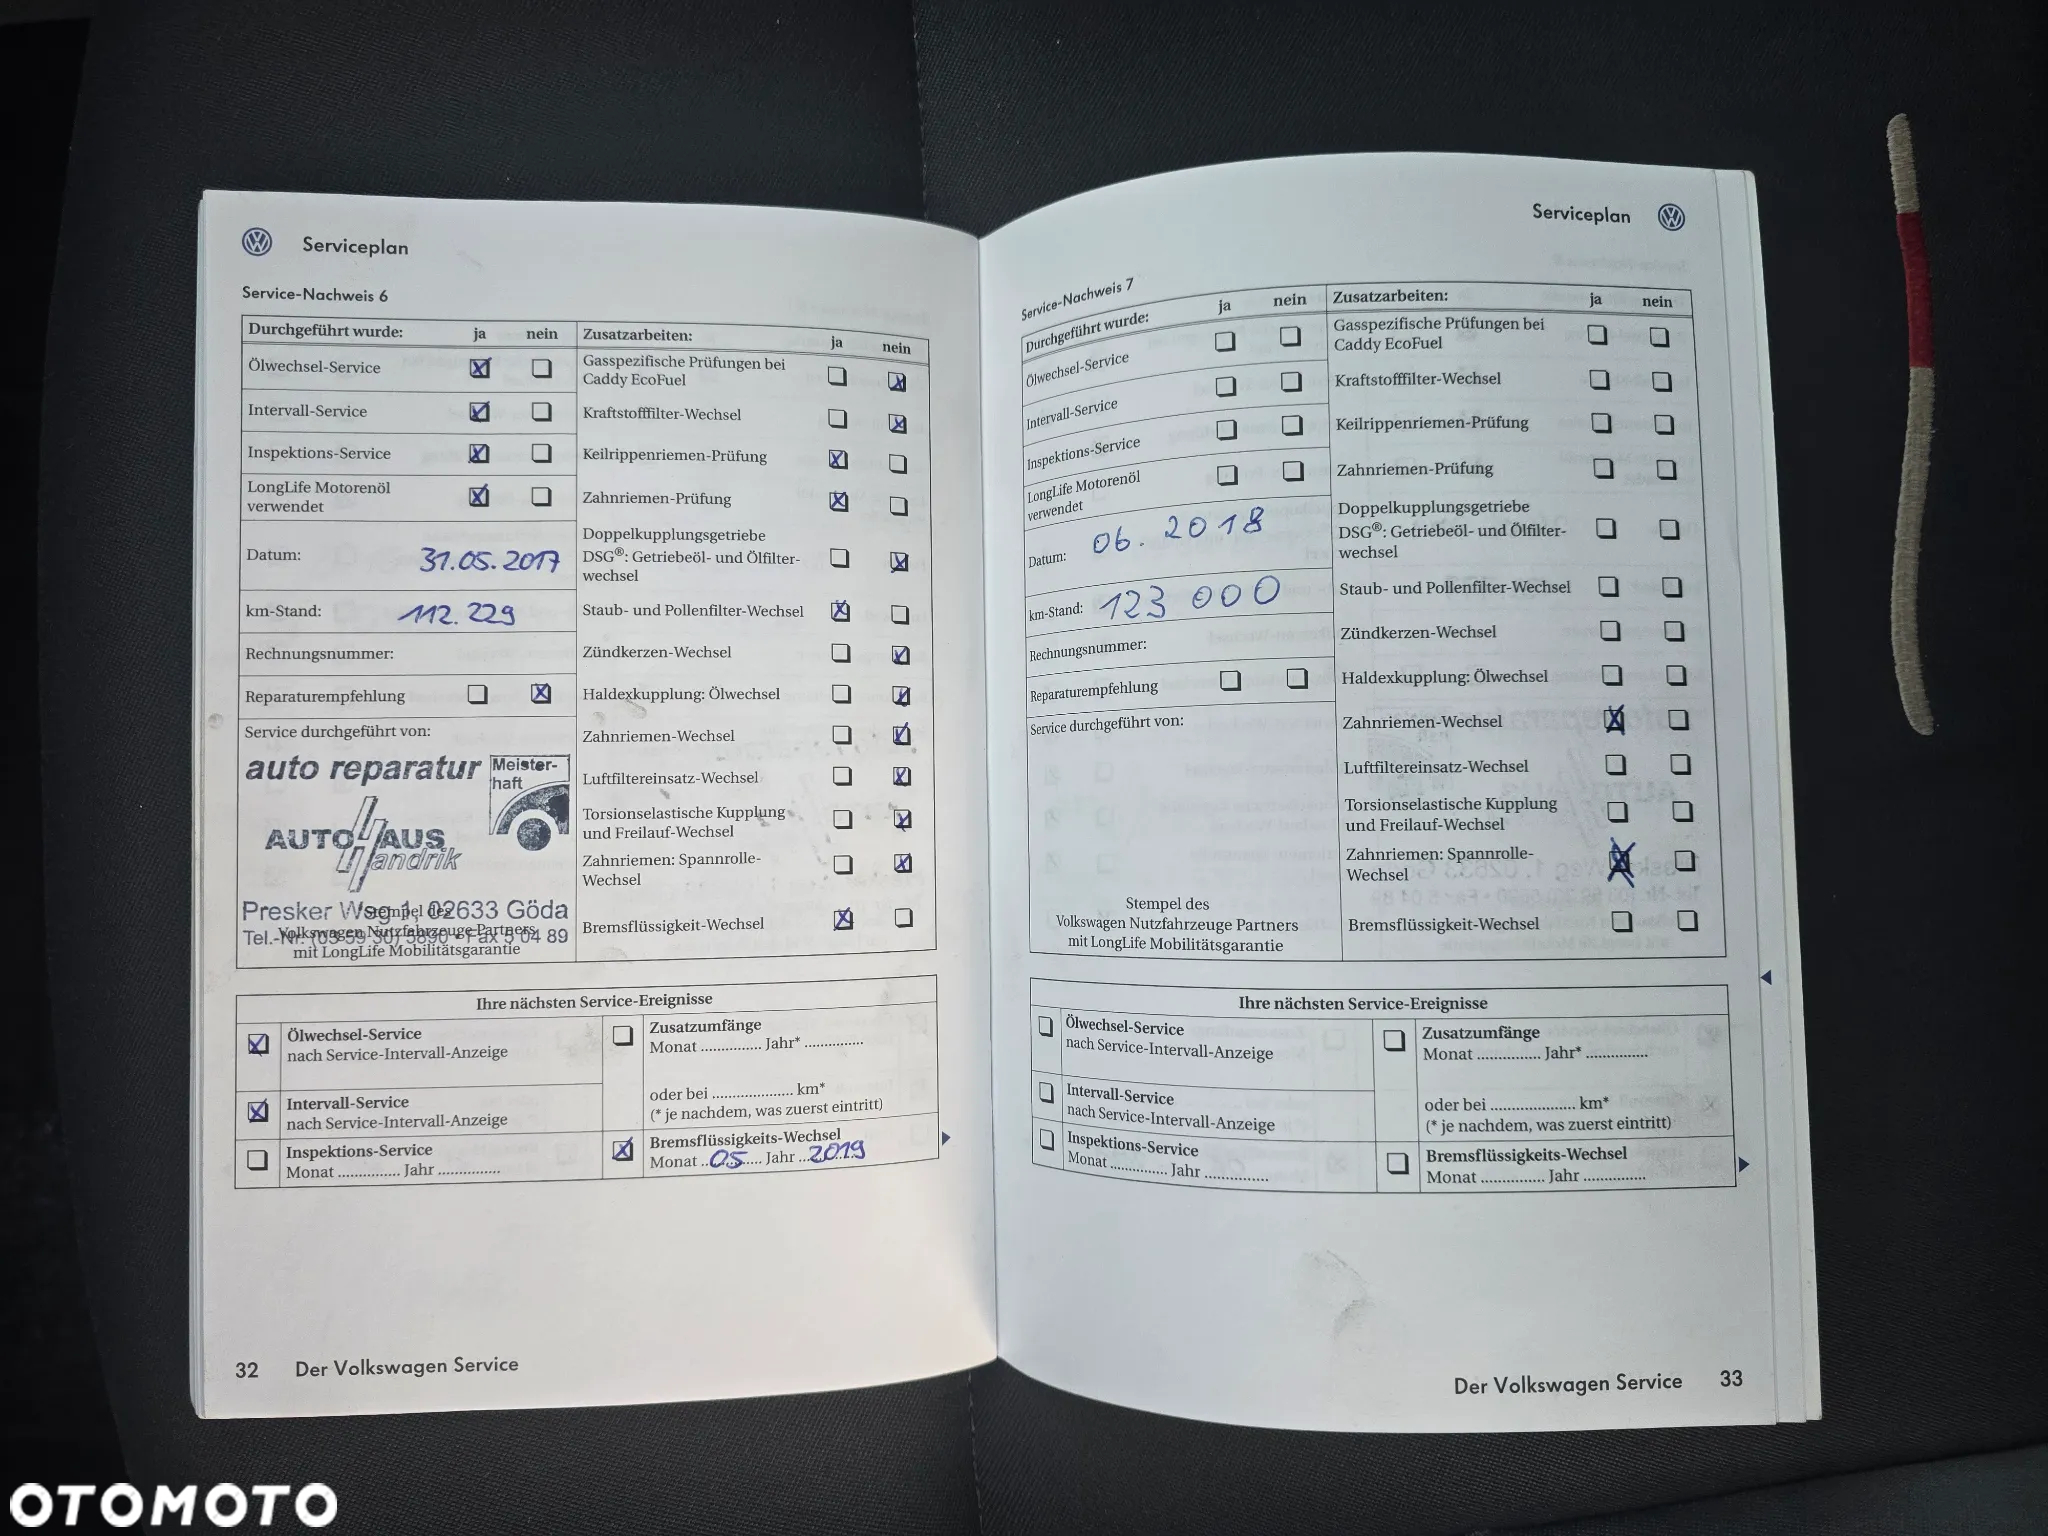 Serviceplan
Service-Nachweis 6
Durchgeführt wurde: ja nein
Ölwechsel-Service
Intervall-Service
Inspektions-Service
LongLife Motorenöl
verwendet
Datum: 31.05.2017
km-Stand: 112.229
Rechnungsnummer:
Reparaturempfehlung
Service durchgeführt von:
auto reparatur
Meister-
haft
AUTOHAUS
Handrik
Presker Weg 1, 02633 Göda
Tel.-Nr. (03 59 30) 5890 • Fax 5 04 89
Stempel des
Volkswagen Nutzfahrzeuge Partners
mit LongLife Mobilitätsgarantie
Zusatzarbeiten: ja nein
Gasspezifische Prüfungen bei
Caddy EcoFuel
Kraftstofffilter-Wechsel
Keilrippenriemen-Prüfung
Zahnriemen-Prüfung
Doppelkupplungsgetriebe
DSG®: Getriebeöl- und Ölfilter-
wechsel
Staub- und Pollenfilter-Wechsel
Zündkerzen-Wechsel
Haldexkupplung: Ölwechsel
Zahnriemen-Wechsel
Luftfiltereinsatz-Wechsel
Torsionselastische Kupplung
und Freilauf-Wechsel
Zahnriemen: Spannrolle-
Wechsel
Bremsflüssigkeit-Wechsel
Ihre nächsten Service-Ereignisse
Ölwechsel-Service
nach Service-Intervall-Anzeige
Intervall-Service
nach Service-Intervall-Anzeige
Inspektions-Service
Monat ............... Jahr ...............
Zusatzumfänge
Monat ............... Jahr* ..............
oder bei .................... km*
(* je nachdem, was zuerst eintritt)
Bremsflüssigkeits-Wechsel
Monat ..05.... Jahr ...2019
32 Der Volkswagen Service
Serviceplan
Service-Nachweis 7
Durchgeführt wurde: ja nein
Ölwechsel-Service
Intervall-Service
Inspektions-Service
LongLife Motorenöl
verwendet
Datum: 06. 2018
km-Stand: 123 000
Rechnungsnummer:
Reparaturempfehlung
Service durchgeführt von:
Stempel des
Volkswagen Nutzfahrzeuge Partners
mit LongLife Mobilitätsgarantie
Zusatzarbeiten: ja nein
Gasspezifische Prüfungen bei
Caddy EcoFuel
Kraftstofffilter-Wechsel
Keilrippenriemen-Prüfung
Zahnriemen-Prüfung
Doppelkupplungsgetriebe
DSG®: Getriebeöl- und Ölfilter-
wechsel
Staub- und Pollenfilter-Wechsel
Zündkerzen-Wechsel
Haldexkupplung: Ölwechsel
Zahnriemen-Wechsel
Luftfiltereinsatz-Wechsel
Torsionselastische Kupplung
und Freilauf-Wechsel
Zahnriemen: Spannrolle-
Wechsel
Bremsflüssigkeit-Wechsel
Ihre nächsten Service-Ereignisse
Ölwechsel-Service
nach Service-Intervall-Anzeige
Intervall-Service
nach Service-Intervall-Anzeige
Inspektions-Service
Monat .............. Jahr ................
Zusatzumfänge
Monat ............... Jahr* ...............
oder bei .................... km*
(* je nachdem, was zuerst eintritt)
Bremsflüssigkeits-Wechsel
Monat ............... Jahr ...............
Der Volkswagen Service 33
OTOMOTO